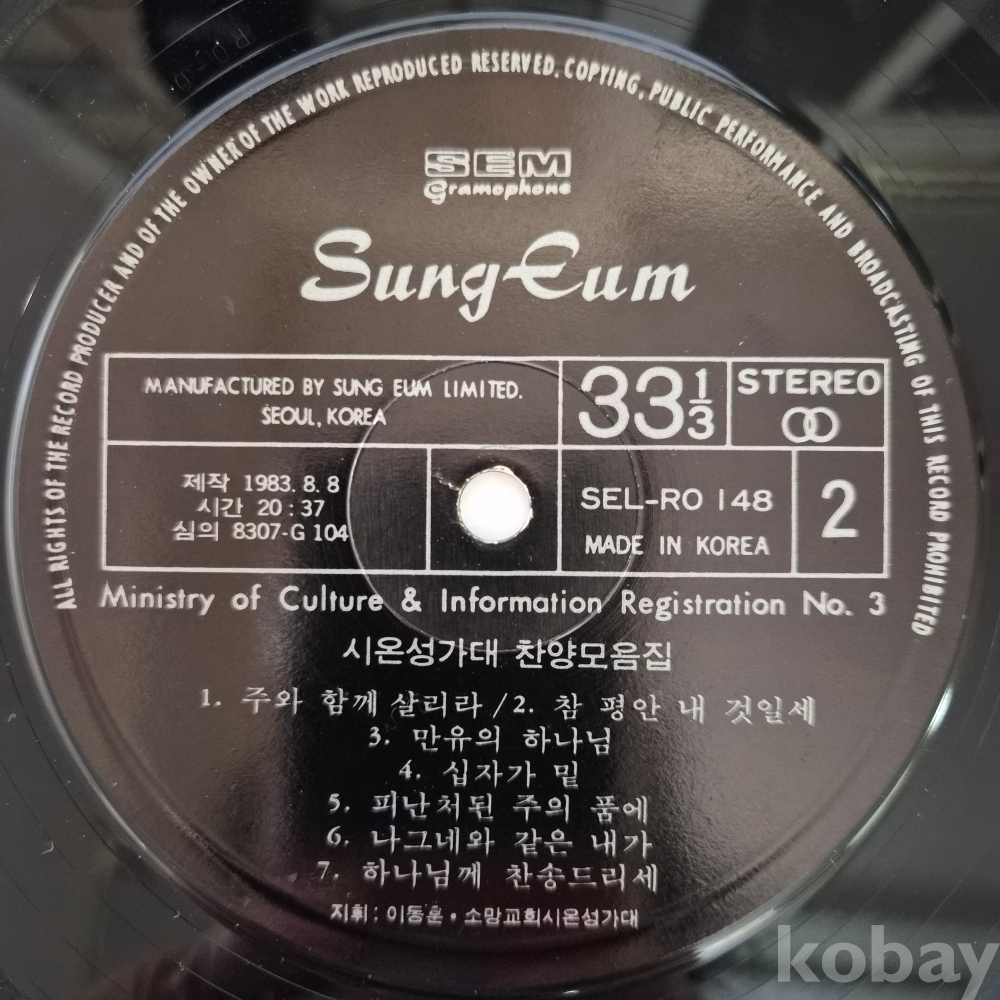 ALL RIGHTS OF THE RECORD PRODUCER AND OF THE OWNER OF THE WORK REPRODUCED RESERVED. COPTING, PUBLIC PERFORMANCE AND BROADCASTING OF THIS RECORD PROHIBITED
SEM
Gramophone
Sung Eum
MANUFACTURED BY SUNG EUM LIMITED.
SEOUL, KOREA
33 1/3
STEREO
제작 1983. 8. 8
시간 20 : 37
심의 8307-G 104
SEL-RO 148
MADE IN KOREA
2
Ministry of Culture & Information Registration No. 3
시온성가대 찬양모음집
1. 주와 함께 살리라 / 2. 참 평안 내 것일세
3. 만유의 하나님
4. 십자가 밑
5. 피난처된 주의 품에
6. 나그네와 같은 내가
7. 하나님께 찬송드리세
지휘 : 이동훈 • 소망교회시온성가대
kobay